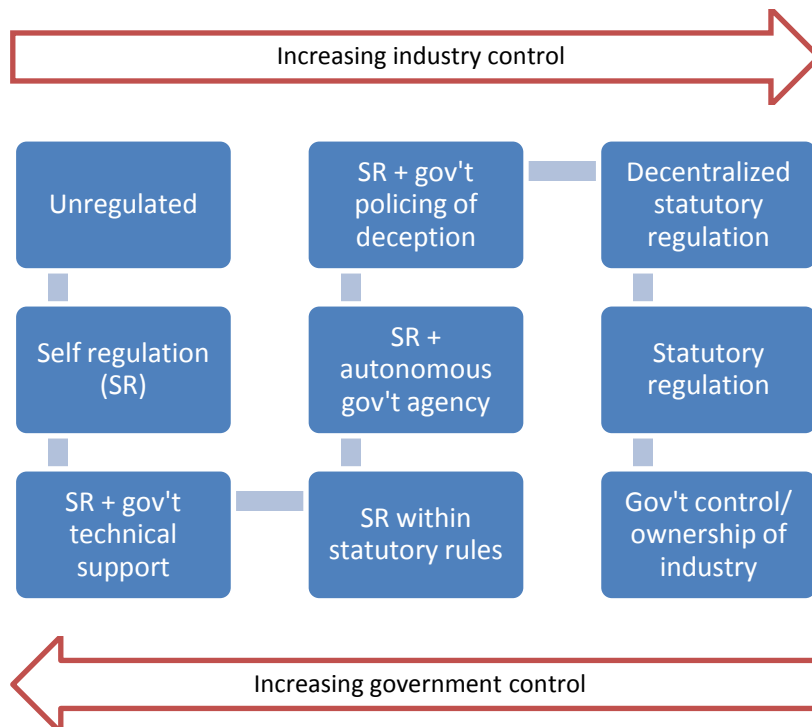 Increasing industry control
Unregulated
Self regulation
(SR)
SR + gov't
technical
support
SR within
statutory rules
SR +
autonomous
gov't agency
SR + gov't
policing of
deception
Decentralized
statutory
regulation
Statutory
regulation
Gov't control/
ownership of
industry
Increasing government control